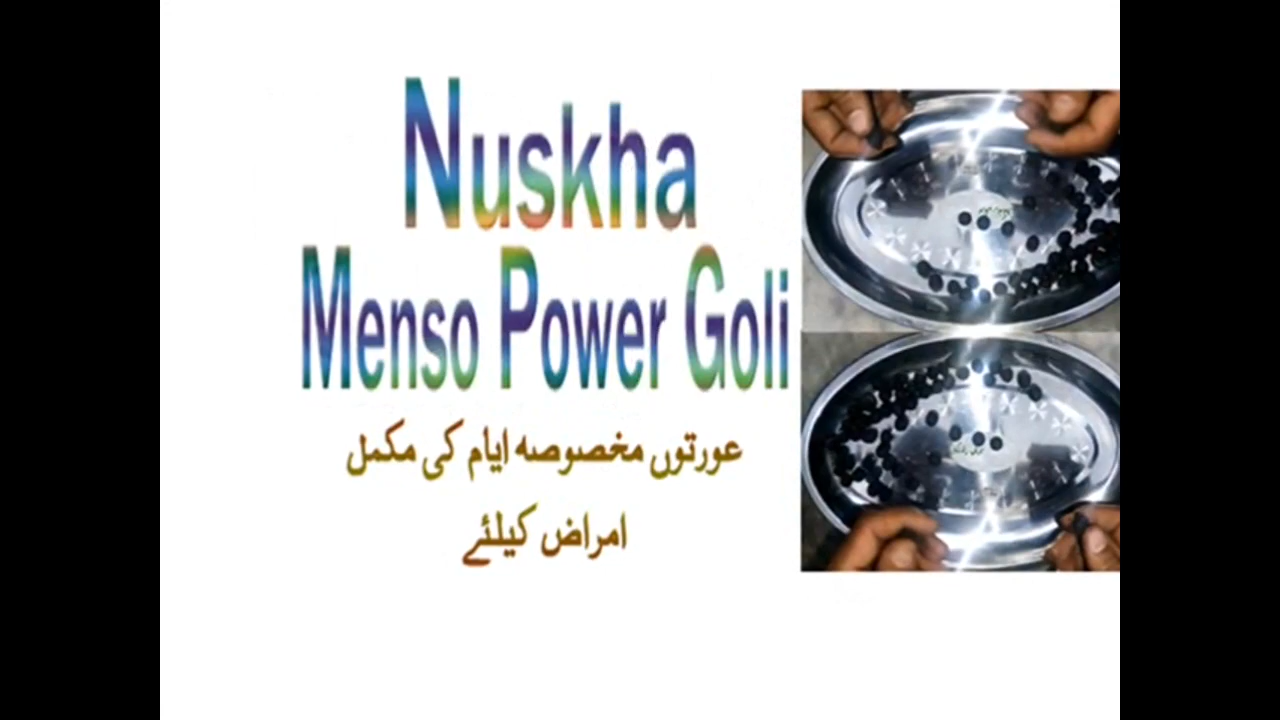 Nuskha
Menso Power Goli
عورتوں مخصوصہ ایام کی مکمل
امراض کیلئے